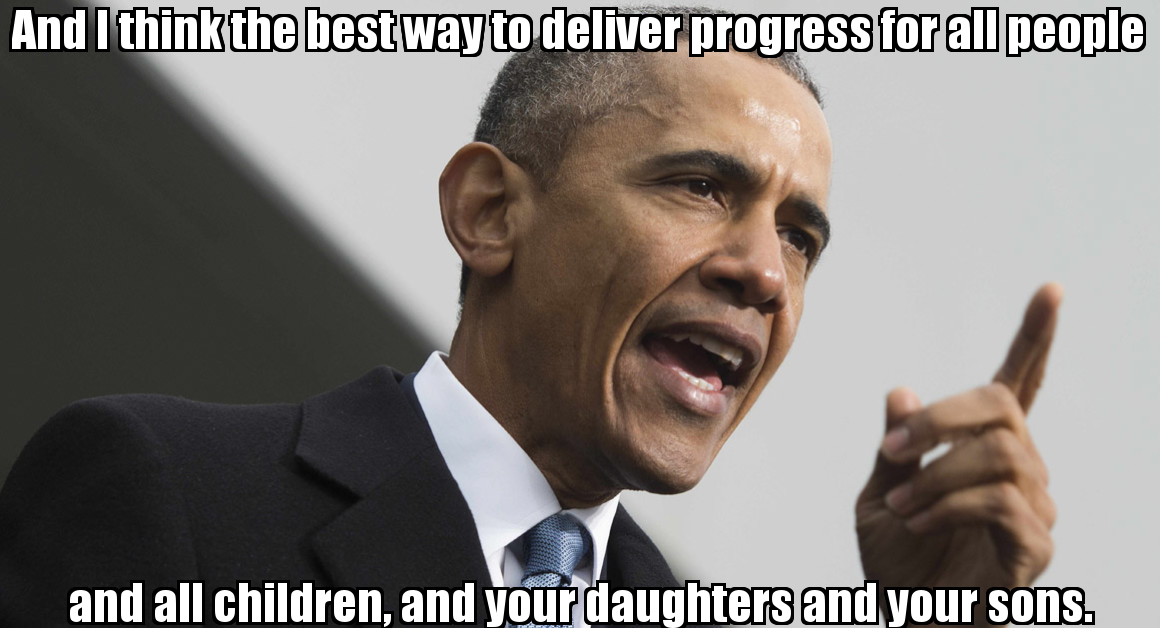 And I think the best way to deliver progress for all people
and all children, and your daughters and your sons.